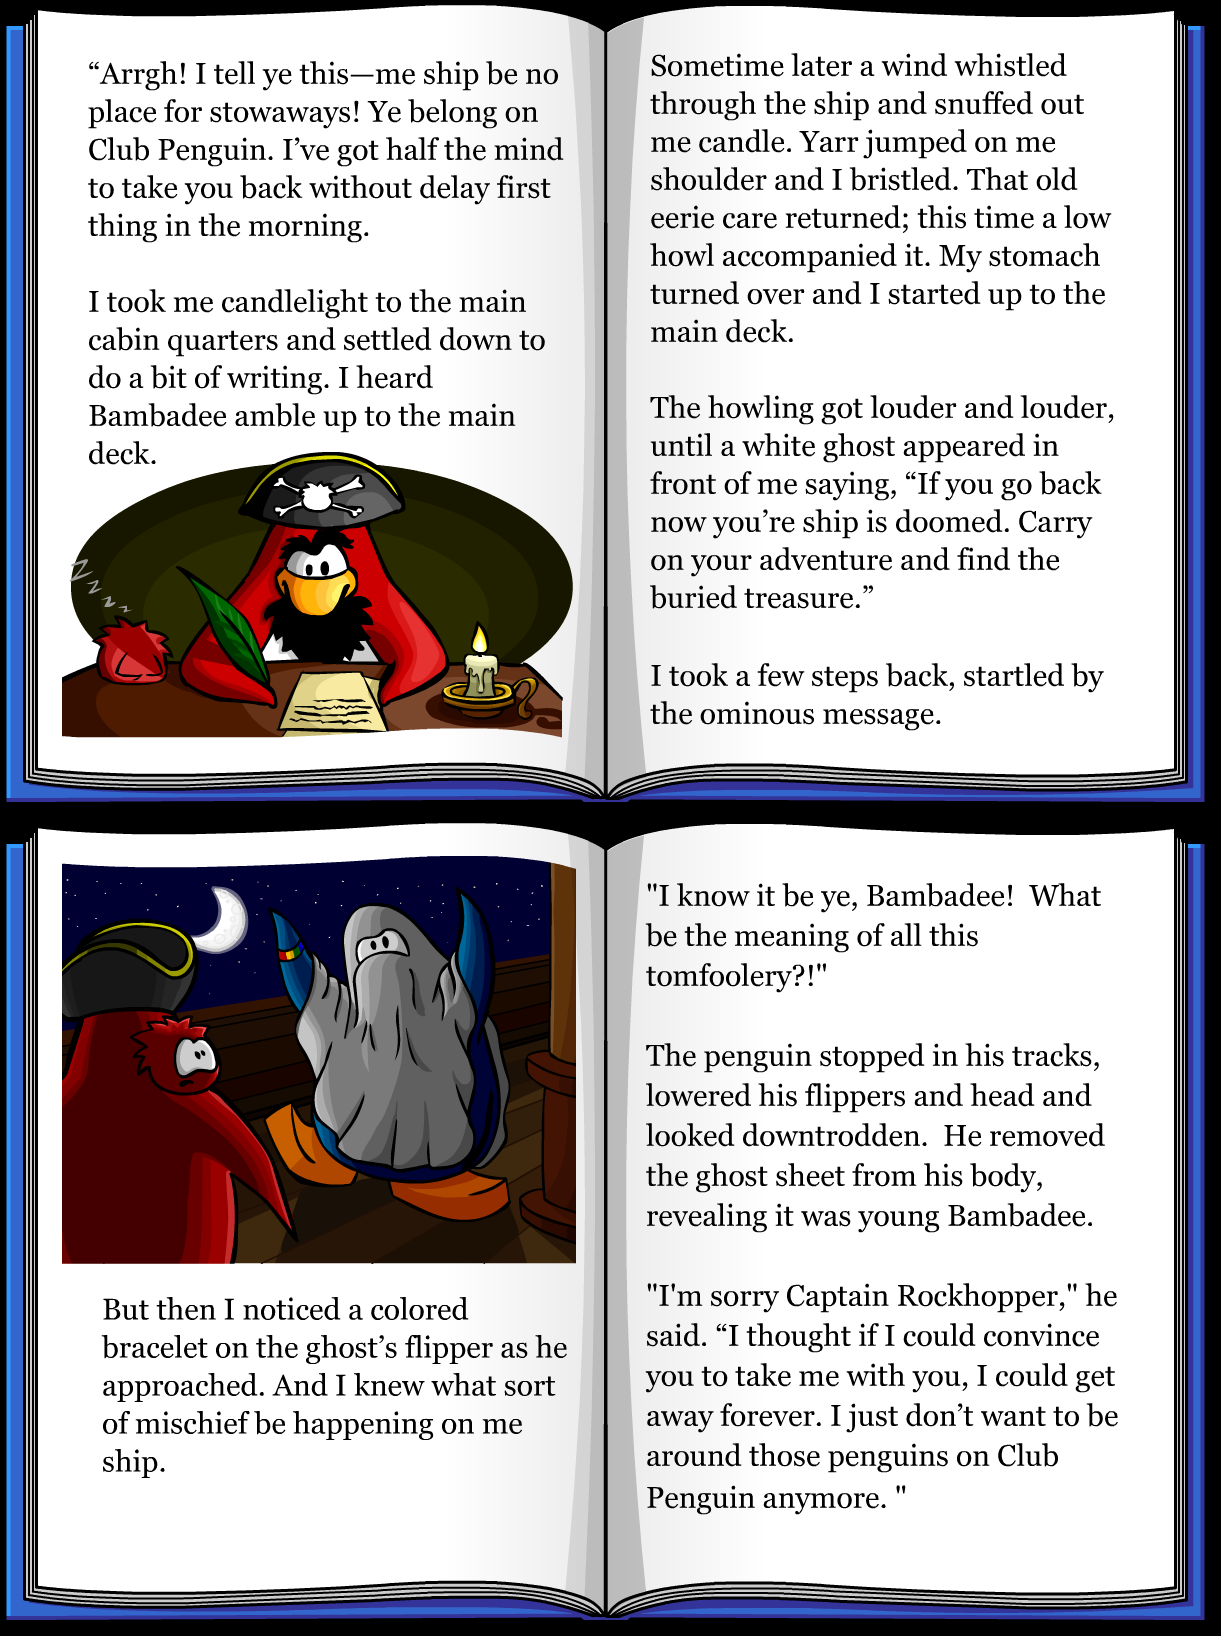 “Arrgh! I tell ye this—me ship be no
place for stowaways! Ye belong on
Club Penguin. I’ve got half the mind
to take you back without delay first
thing in the morning.
I took me candlelight to the main
cabin quarters and settled down to
do a bit of writing. I heard
Bambadee amble up to the main
deck.
Z Z Z Z Z
Sometime later a wind whistled
through the ship and snuffed out
me candle. Yarr jumped on me
shoulder and I bristled. That old
eerie care returned; this time a low
howl accompanied it. My stomach
turned over and I started up to the
main deck.
The howling got louder and louder,
until a white ghost appeared in
front of me saying, “If you go back
now you’re ship is doomed. Carry
on your adventure and find the
buried treasure.”
I took a few steps back, startled by
the ominous message.
But then I noticed a colored
bracelet on the ghost’s flipper as he
approached. And I knew what sort
of mischief be happening on me
ship.
"I know it be ye, Bambadee!  What
be the meaning of all this
tomfoolery?!"
The penguin stopped in his tracks,
lowered his flippers and head and
looked downtrodden.  He removed
the ghost sheet from his body,
revealing it was young Bambadee.
"I'm sorry Captain Rockhopper," he
said. “I thought if I could convince
you to take me with you, I could get
away forever. I just don’t want to be
around those penguins on Club
Penguin anymore. "